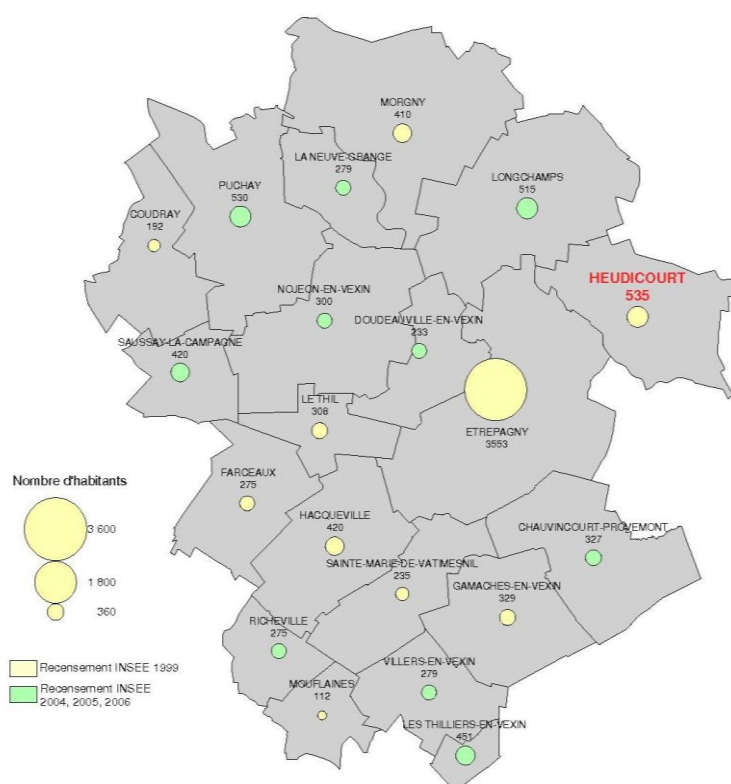 MORGNY
410
LA NEUVE-GRANGE
279
PUCHAY
530
LONGCHAMPS
515
COUDRAY
192
HEUDICOURT
535
NOJEON-EN-VEXIN
300
DOUDEAUVILLE-EN-VEXIN
233
SAUSSAY-LA-CAMPAGNE
420
LE THIL
308
ETREPAGNY
3553
FARCEAUX
275
HACQUEVILLE
420
CHAUVINCOURT-PROVEMONT
327
SAINTE-MARIE-DE-VATIMESNIL
235
GAMACHES-EN-VEXIN
329
RICHEVILLE
275
VILLERS-EN-VEXIN
279
MOUFLAINES
112
LES THILLIERS-EN-VEXIN
451
Nombre d'habitants
3 600
1 800
360
Recensement INSEE 1999
Recensement INSEE
2004, 2005, 2006